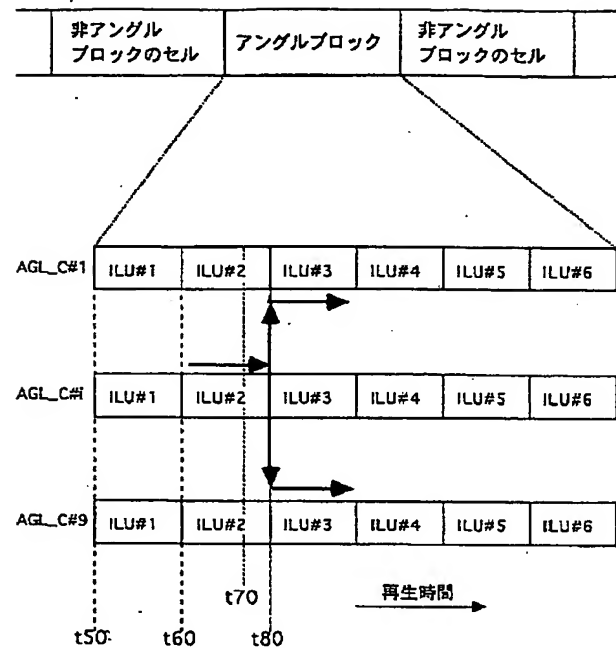 非アングル
ブロックのセル
アングルブロック
非アングル
ブロックのセル
AGL_C#1 ILU#1 ILU#2 ILU#3 ILU#4 ILU#5 ILU#6
AGL_C#i ILU#1 ILU#2 ILU#3 ILU#4 ILU#5 ILU#6
AGL_C#9 ILU#1 ILU#2 ILU#3 ILU#4 ILU#5 ILU#6
t70 再生時間
t50 t60 t80